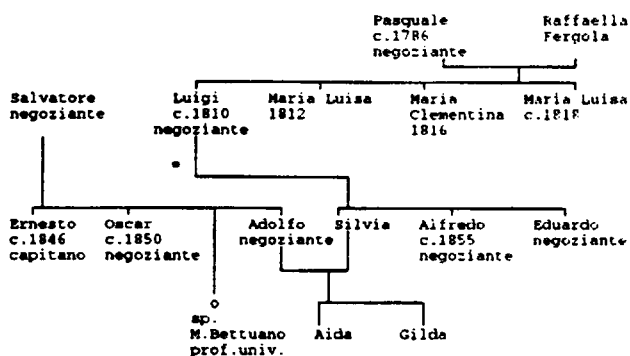 Pasquale Raffaella
c.1786 Fergola
negoziante
Salvatore Luigi Maria Luisa Maria Maria Luisa
negoziante c.1810 1812 Clementina c.1818
negoziante 1816
Ernesto Oscar Adolfo Silvia Alfredo Eduardo
c.1846 c.1850 negoziante c.1855 negoziante
capitano negoziante negoziante
sp.
M.Bettuano Aida Gilda
prof.univ.